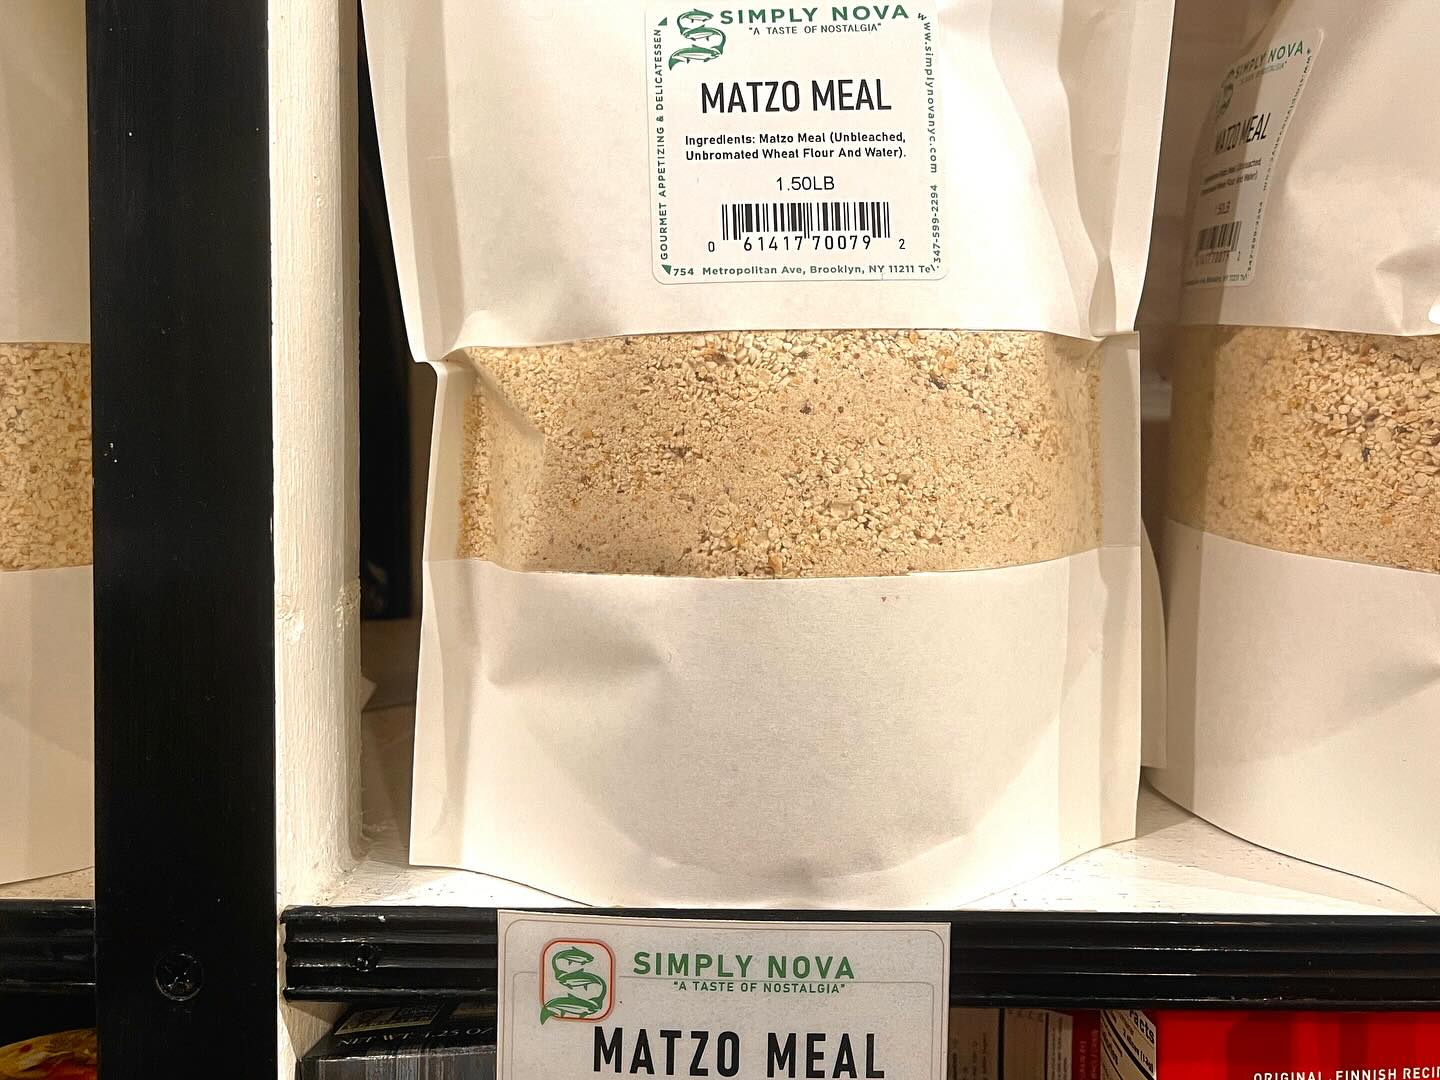 SIMPLY NOVA
"A TASTE OF NOSTALGIA"
GOURMET APPETIZING & DELICATESSEN
www.simplynovanyc.com
347-599-2294
MATZO MEAL
Ingredients: Matzo Meal (Unbleached,
Unbromated Wheat Flour And Water).
1.50LB
0 61417 70079 2
754 Metropolitan Ave, Brooklyn, NY 11211 Tel:
SIMPLY NOVA
"A TASTE OF NOSTALGIA"
MATZO MEAL
SIMPLY NOVA
"A TASTE OF NOSTALGIA"
MATZO MEAL
NET WT
ORIGINAL FINNISH